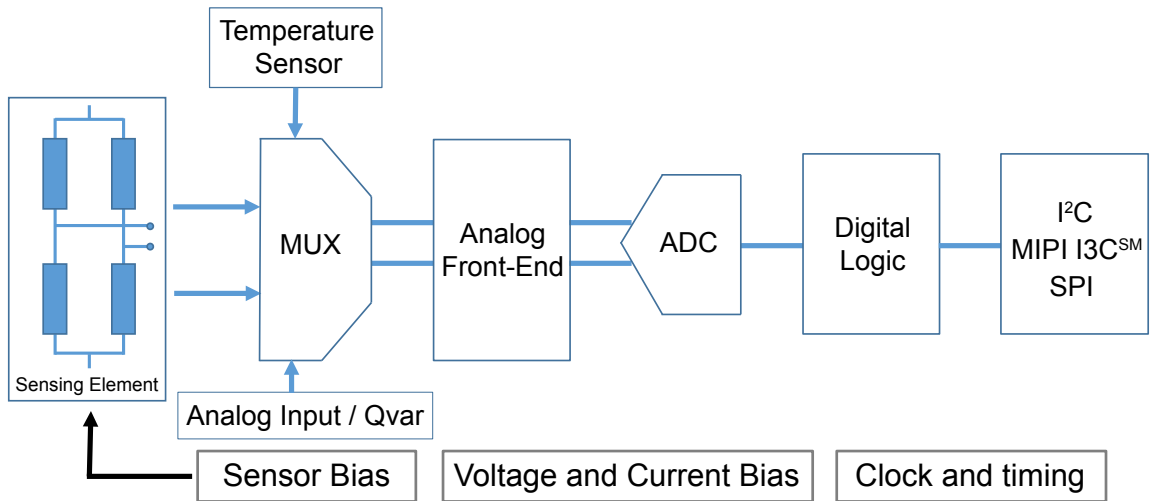 Temperature
Sensor
Sensing Element
MUX
Analog Input / Qvar
Analog
Front-End
ADC
Digital
Logic
I²C
MIPI I3Cˢᴹ
SPI
Sensor Bias
Voltage and Current Bias
Clock and timing